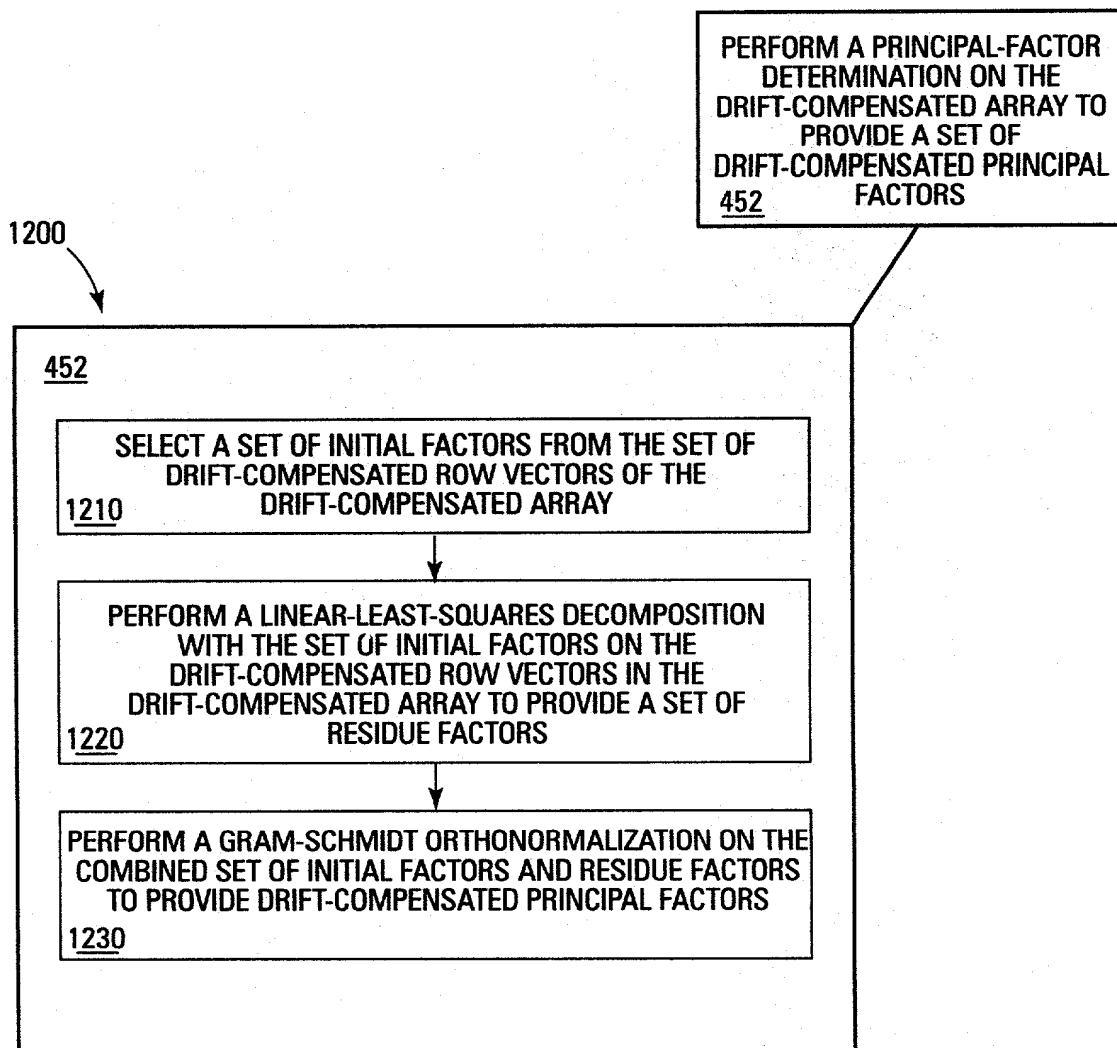 PERFORM A PRINCIPAL-FACTOR
DETERMINATION ON THE
DRIFT-COMPENSATED ARRAY TO
PROVIDE A SET OF
DRIFT-COMPENSATED PRINCIPAL
FACTORS
452
1200
452
SELECT A SET OF INITIAL FACTORS FROM THE SET OF
DRIFT-COMPENSATED ROW VECTORS OF THE
DRIFT-COMPENSATED ARRAY
1210
PERFORM A LINEAR-LEAST-SQUARES DECOMPOSITION
WITH THE SET OF INITIAL FACTORS ON THE
DRIFT-COMPENSATED ROW VECTORS IN THE
DRIFT-COMPENSATED ARRAY TO PROVIDE A SET OF
RESIDUE FACTORS
1220
PERFORM A GRAM-SCHMIDT ORTHONORMALIZATION ON THE
COMBINED SET OF INITIAL FACTORS AND RESIDUE FACTORS
TO PROVIDE DRIFT-COMPENSATED PRINCIPAL FACTORS
1230